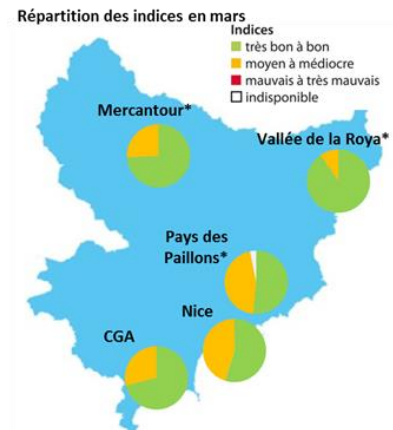 Répartition des indices en mars
Indices
très bon à bon
moyen à médiocre
mauvais à très mauvais
indisponible
Mercantour*
Vallée de la Roya*
Pays des
Paillons*
Nice
CGA